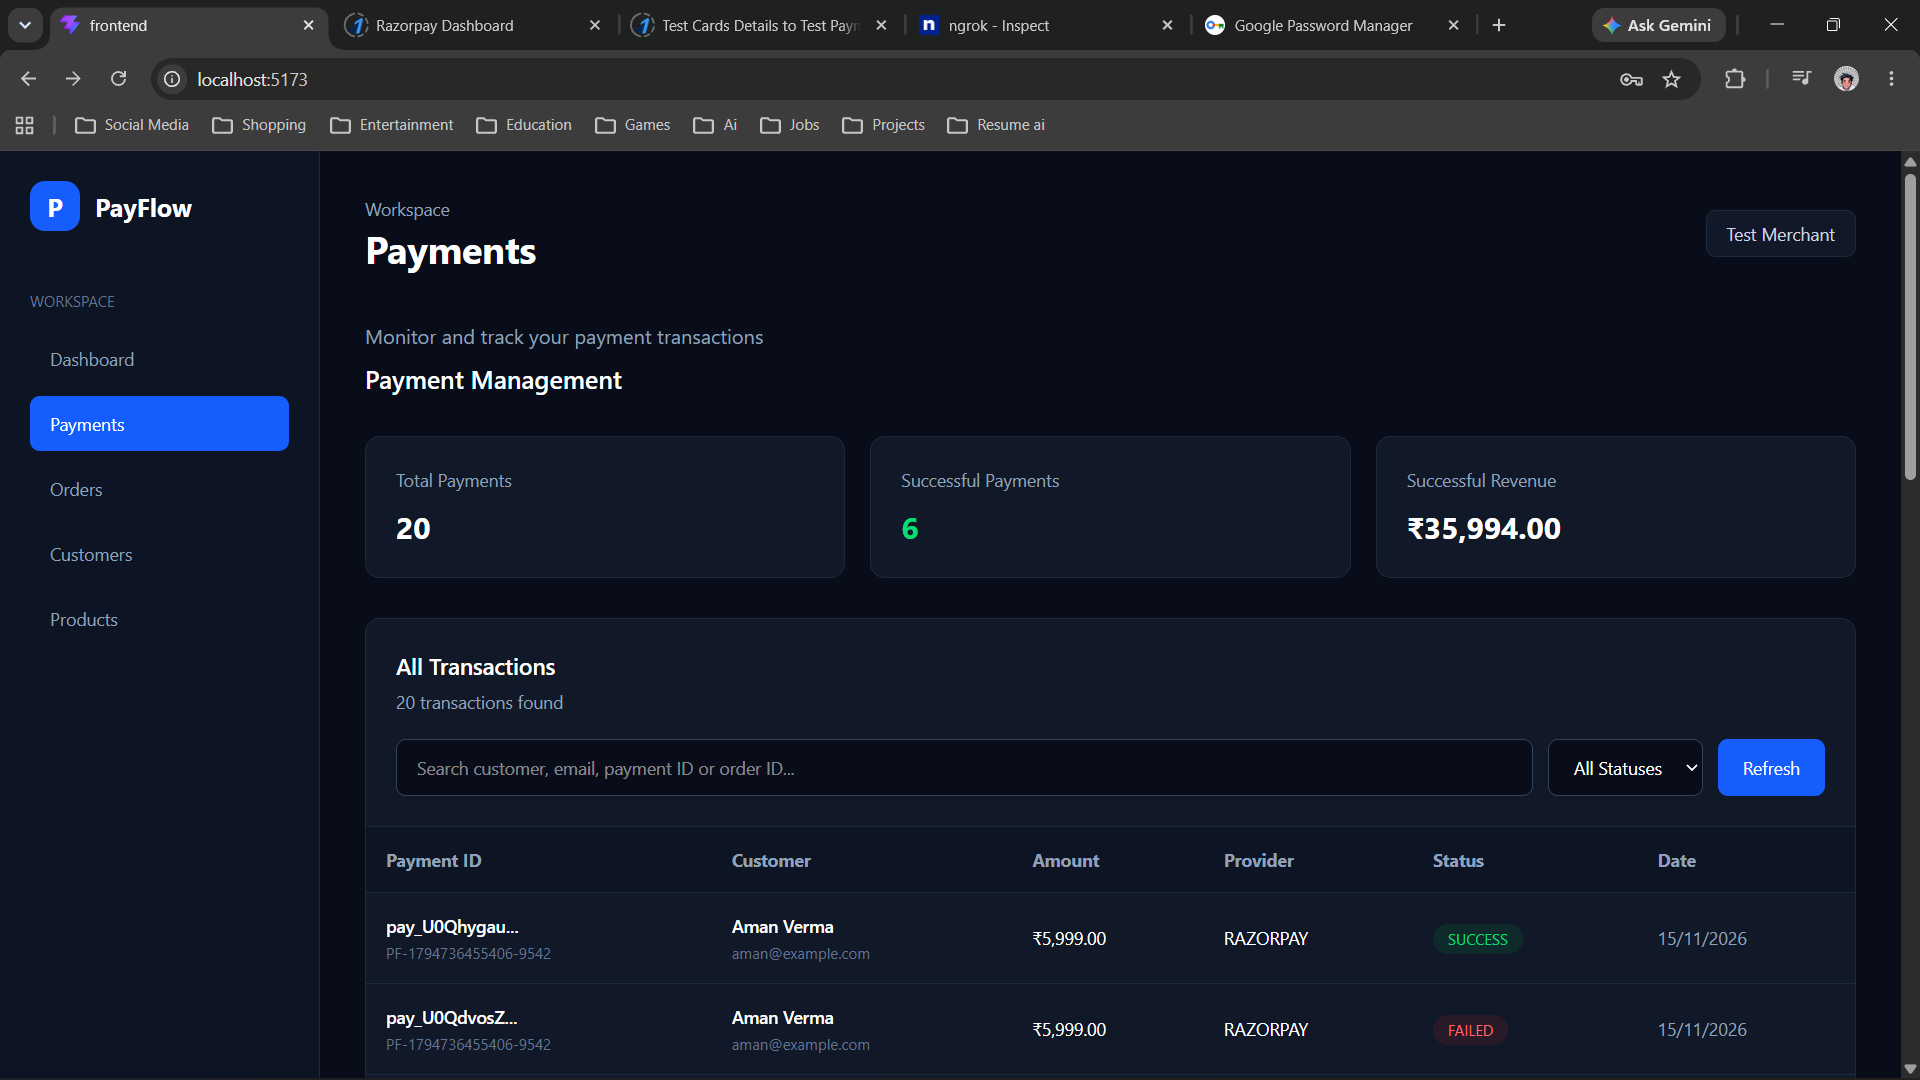 frontend
Razorpay Dashboard
Test Cards Details to Test Payn
n ngrok - Inspect
Google Password Manager
Ask Gemini
localhost:5173
Social Media
Shopping
Entertainment
Education
Games
Ai
Jobs
Projects
Resume ai
P PayFlow
WORKSPACE
Dashboard
Payments
Orders
Customers
Products
Workspace
Payments
Test Merchant
Monitor and track your payment transactions
Payment Management
Total Payments
20
Successful Payments
6
Successful Revenue
₹35,994.00
All Transactions
20 transactions found
Search customer, email, payment ID or order ID...
All Statuses
Refresh
Payment ID Customer Amount Provider Status Date
pay_U0Qhygau... Aman Verma ₹5,999.00 RAZORPAY SUCCESS 15/11/2026
PF-1794736455406-9542 aman@example.com
pay_U0QdvosZ... Aman Verma ₹5,999.00 RAZORPAY FAILED 15/11/2026
PF-1794736455406-9542 aman@example.com